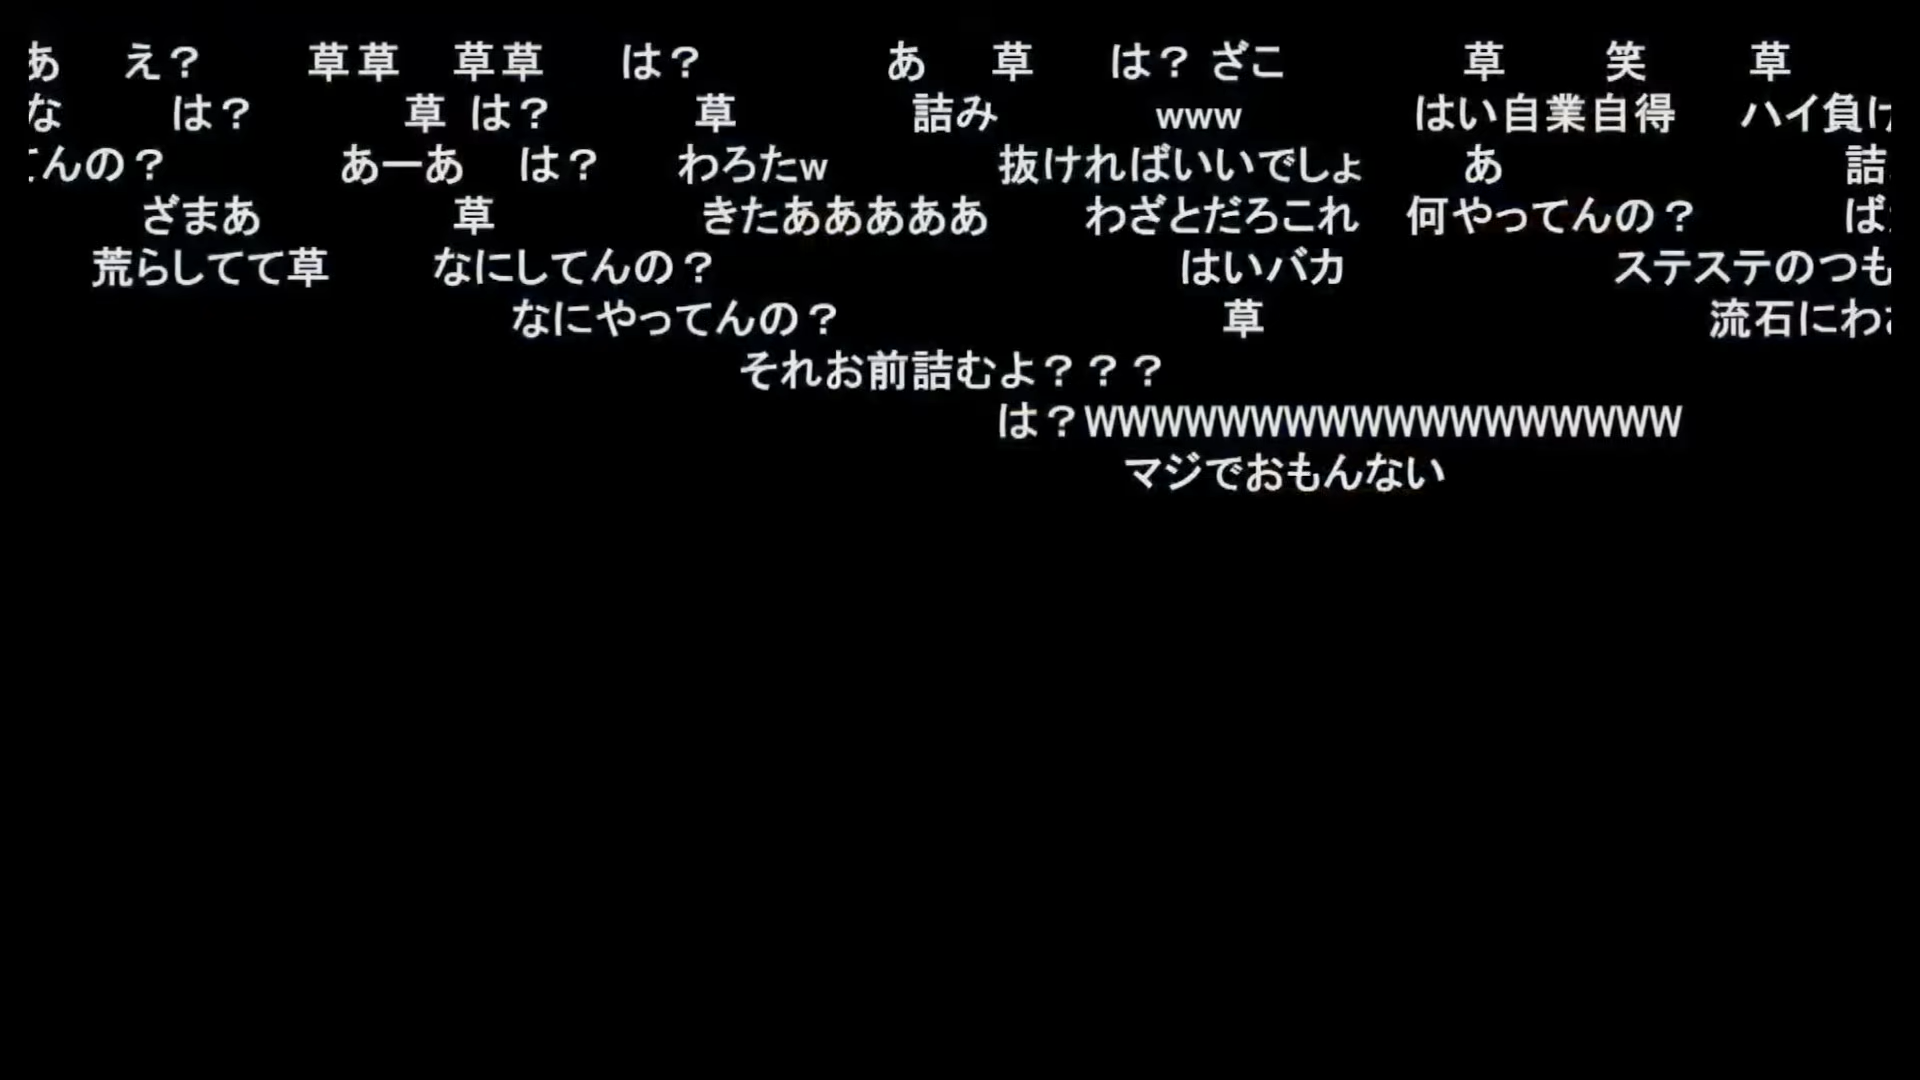 あ え？ 草草 草草 は？ あ 草 は？ ざこ 草 笑 草
な は？ 草 は？ 草 詰み www はい自業自得 ハイ負け
てんの？ あーあ は？ わろたw 抜ければいいでしょ あ 詰
ざまあ 草 きたあああああ わざとだろこれ 何やってんの？ ば
荒らしてて草 なにしてんの？ はいバカ ステステのつも
なにやってんの？ 草 流石にわ
それお前詰むよ？？？
は？WWWWWWWWWWWWWWWWWW
マジでおもんない